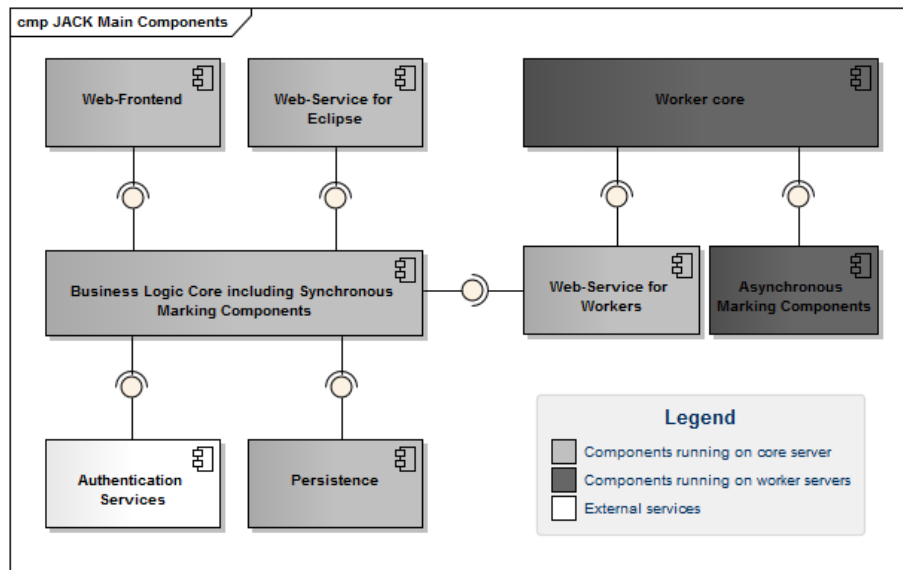 cmp JACK Main Components
Web-Frontend
Web-Service for
Eclipse
Worker core
Business Logic Core including Synchronous
Marking Components
Web-Service for
Workers
Asynchronous
Marking Components
Authentication
Services
Persistence
Legend
Components running on core server
Components running on worker servers
External services